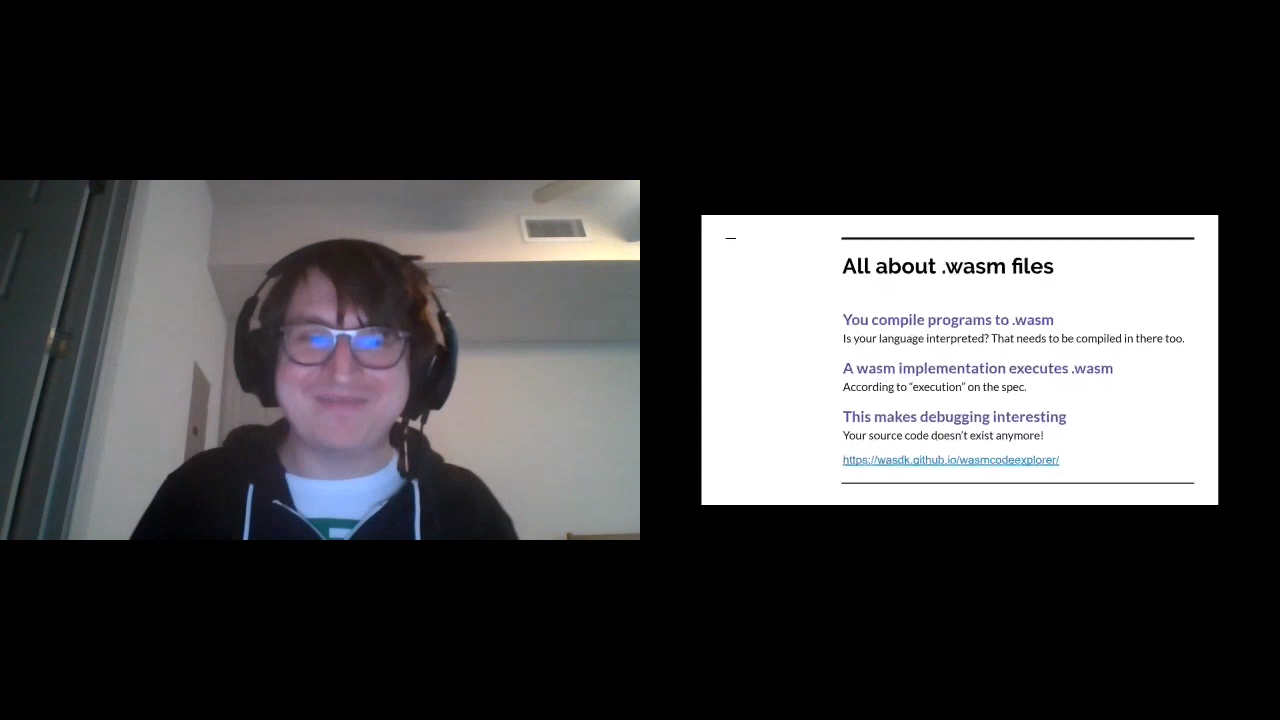 All about .wasm files
You compile programs to .wasm
Is your language interpreted? That needs to be compiled in there too.
A wasm implementation executes .wasm
According to “execution” on the spec.
This makes debugging interesting
Your source code doesn’t exist anymore!
https://wasdk.github.io/wasmcodeexplorer/